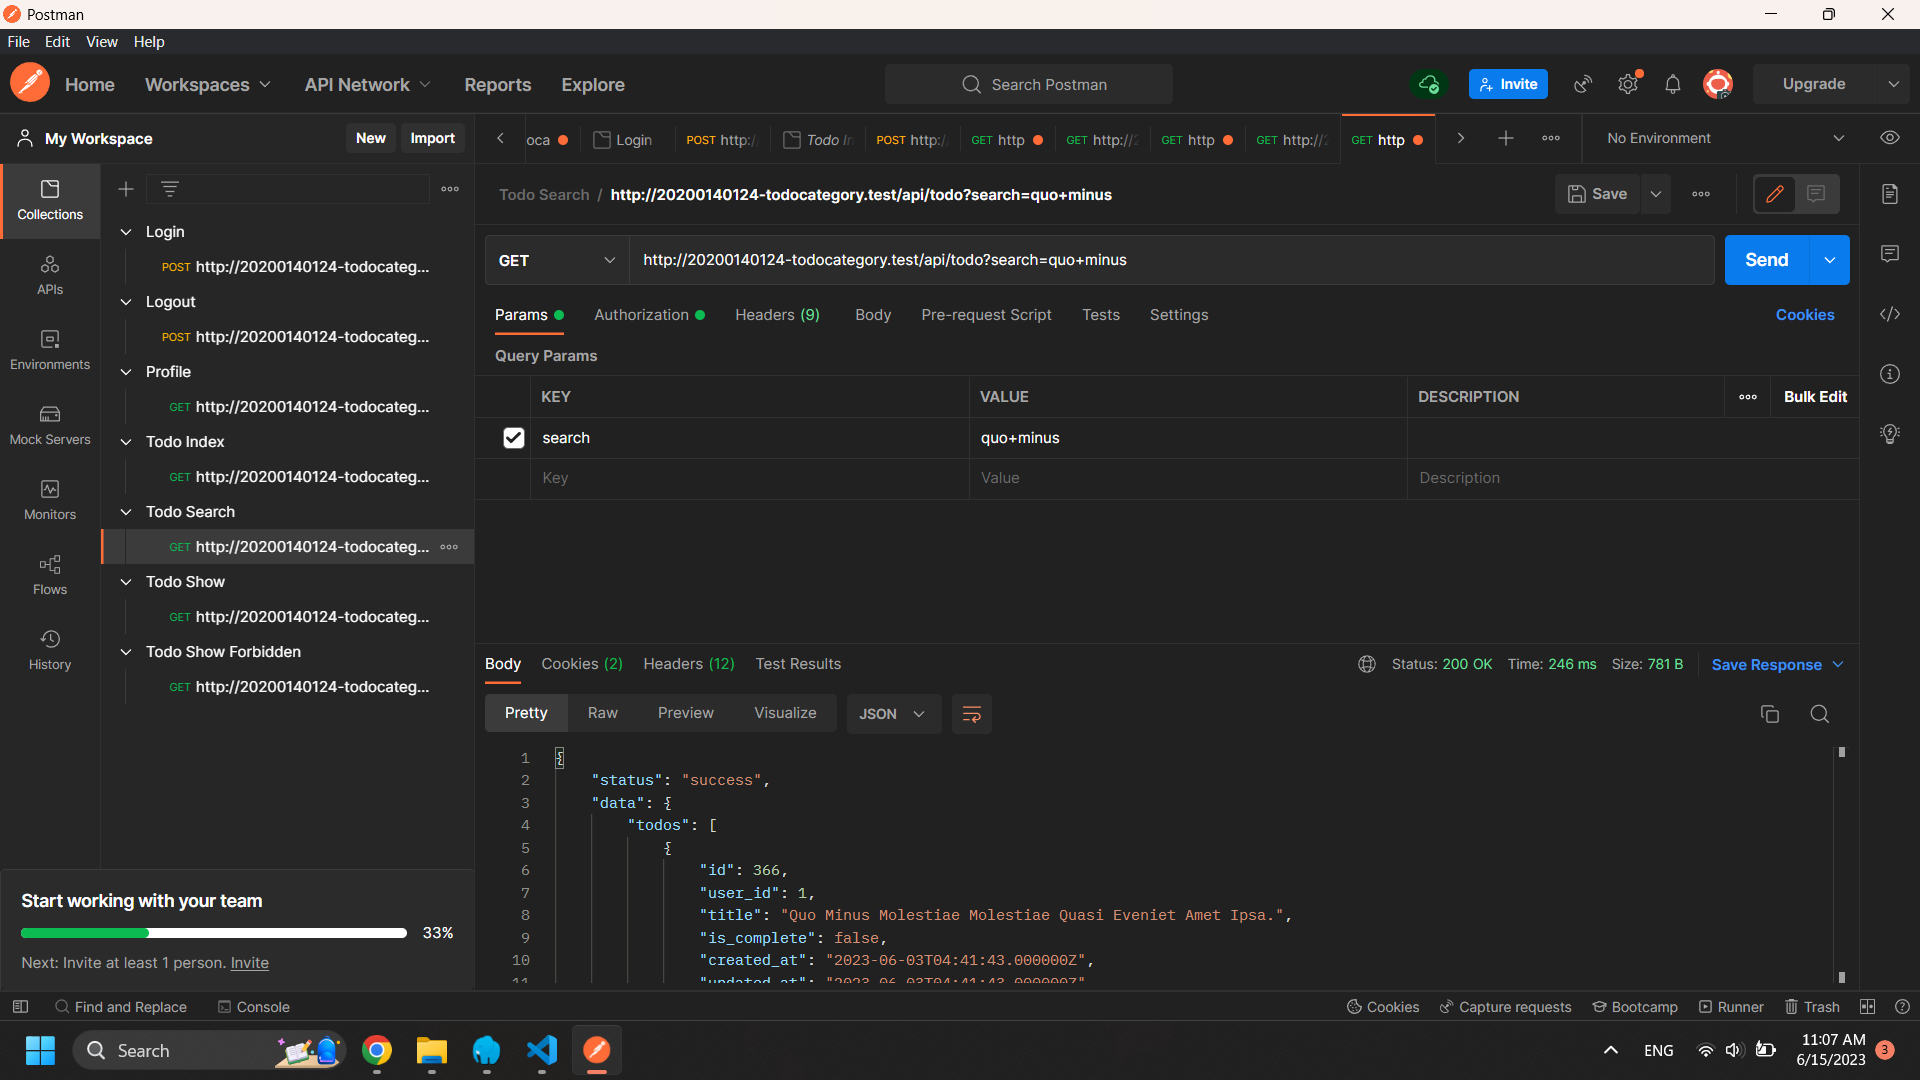 Postman
File Edit View Help
Home Workspaces API Network Reports Explore Search Postman Invite Upgrade
My Workspace New Import
oca Login POST http:/ Todo In POST http:/ GET http GET http:// GET http GET http:// GET http No Environment
Todo Search / http://20200140124-todocategory.test/api/todo?search=quo+minus Save
GET http://20200140124-todocategory.test/api/todo?search=quo+minus Send
Params Authorization Headers (9) Body Pre-request Script Tests Settings Cookies
Query Params
KEY VALUE DESCRIPTION Bulk Edit
search quo+minus
Key Value Description
Collections
APIs
Environments
Mock Servers
Monitors
Flows
History
Login
POST http://20200140124-todocateg...
Logout
POST http://20200140124-todocateg...
Profile
GET http://20200140124-todocateg...
Todo Index
GET http://20200140124-todocateg...
Todo Search
GET http://20200140124-todocateg...
Todo Show
GET http://20200140124-todocateg...
Todo Show Forbidden
GET http://20200140124-todocateg...
Body Cookies (2) Headers (12) Test Results Status: 200 OK Time: 246 ms Size: 781 B Save Response
Pretty Raw Preview Visualize JSON
1 {
2 "status": "success",
3 "data": {
4 "todos": [
5 {
6 "id": 366,
7 "user_id": 1,
8 "title": "Quo Minus Molestiae Molestiae Quasi Eveniet Amet Ipsa.",
9 "is_complete": false,
10 "created_at": "2023-06-03T04:41:43.000000Z",
11 "updated_at": "2023-06-03T04:41:43.000000Z"
Start working with your team
33%
Next: Invite at least 1 person. Invite
Find and Replace Console Cookies Capture requests Bootcamp Runner Trash
Search ENG 11:07 AM
6/15/2023 3